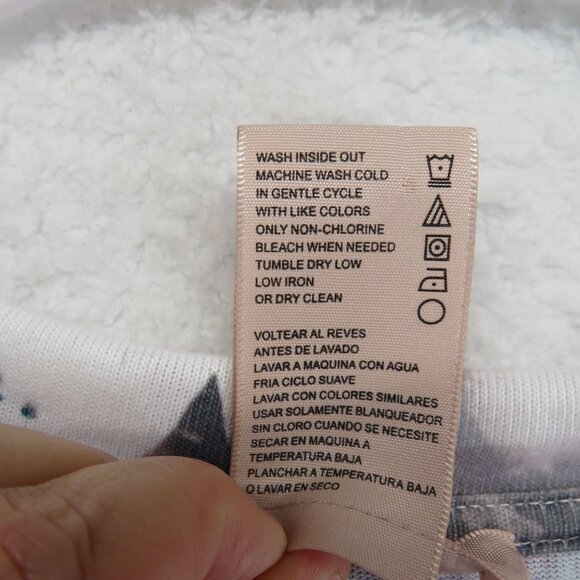 WASH INSIDE OUT
MACHINE WASH COLD
IN GENTLE CYCLE
WITH LIKE COLORS
ONLY NON-CHLORINE
BLEACH WHEN NEEDED
TUMBLE DRY LOW
LOW IRON
OR DRY CLEAN
VOLTEAR AL REVES
ANTES DE LAVADO
LAVAR A MAQUINA CON AGUA
FRIA CICLO SUAVE
LAVAR CON COLORES SIMILARES
USAR SOLAMENTE BLANQUEADOR
SIN CLORO CUANDO SE NECESITE
SECAR EN MAQUINA A
TEMPERATURA BAJA
PLANCHAR A TEMPERATURA BAJA
O LAVAR EN SECO